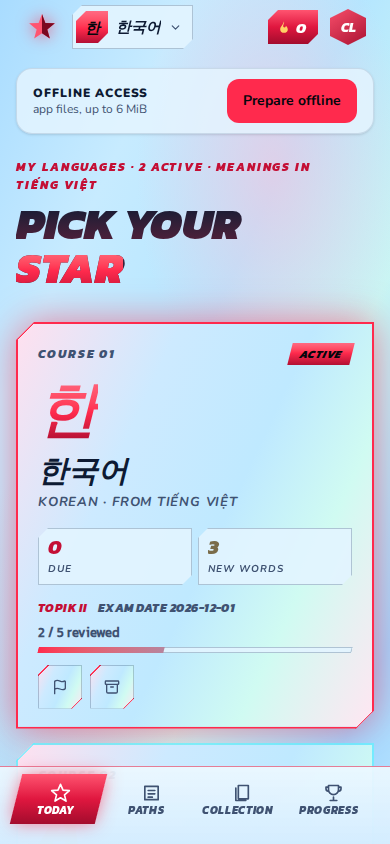 한 한국어
0
CL
OFFLINE ACCESS
app files, up to 6 MiB
Prepare offline
MY LANGUAGES · 2 ACTIVE · MEANINGS IN
TIẾNG VIỆT
PICK YOUR
STAR
COURSE 01
ACTIVE
한
한국어
KOREAN · FROM TIẾNG VIỆT
0
DUE
3
NEW WORDS
TOPIK II EXAM DATE 2026-12-01
2 / 5 reviewed
TODAY
PATHS
COLLECTION
PROGRESS